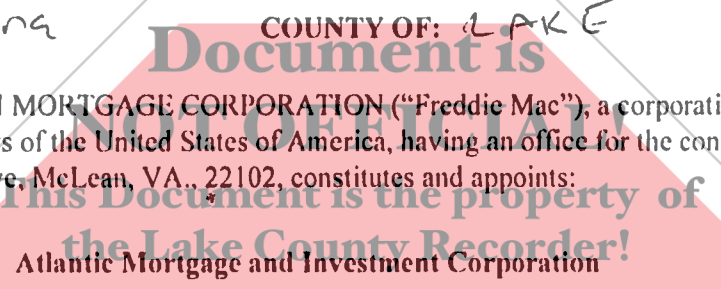 na COUNTY OF: LAKE
Document is
MORTGAGE CORPORATION ("Freddie Mac"), a corporati
NOT OFFICIAL!
s of the United States of America, having an office for the con
e, McLean, VA., 22102, constitutes and appoints:
This Document is the property of
the Lake County Recorder!
Atlantic Mortgage and Investment Corporation